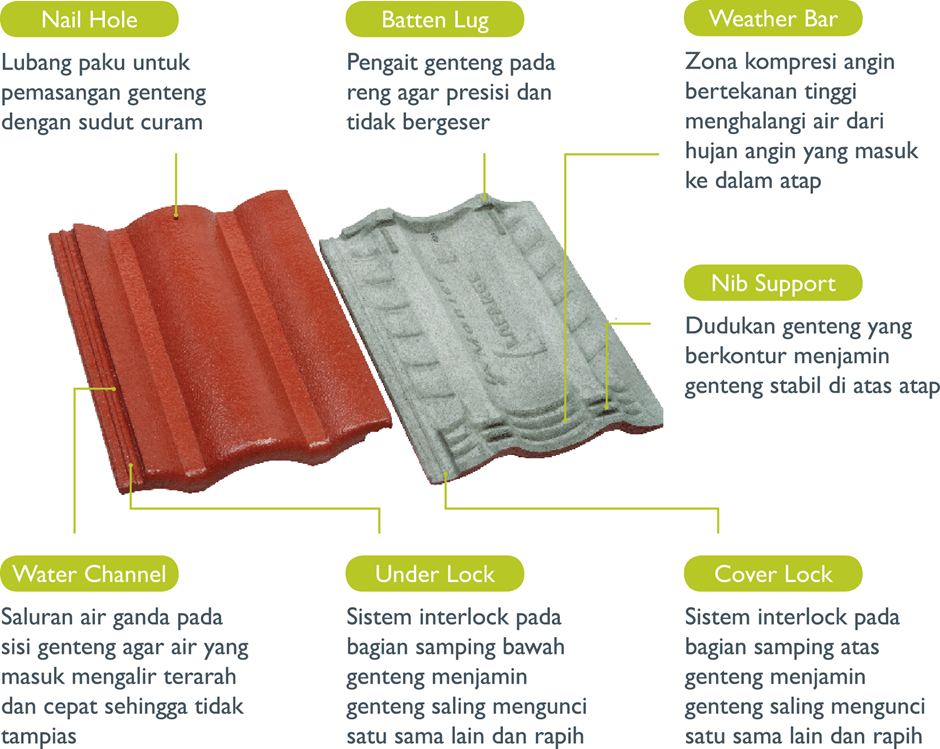 Nail Hole
Lubang paku untuk
pemasangan genteng
dengan sudut curam
Batten Lug
Pengait genteng pada
reng agar presisi dan
tidak bergeser
Weather Bar
Zona kompresi angin
bertekanan tinggi
menghalangi air dari
hujan angin yang masuk
ke dalam atap
Nib Support
Dudukan genteng yang
berkontur menjamin
genteng stabil di atas atap
Water Channel
Saluran air ganda pada
sisi genteng agar air yang
masuk mengalir terarah
dan cepat sehingga tidak
tampias
Under Lock
Sistem interlock pada
bagian samping bawah
genteng menjamin
genteng saling mengunci
satu sama lain dan rapih
Cover Lock
Sistem interlock pada
bagian samping atas
genteng menjamin
genteng saling mengunci
satu sama lain dan rapih
LAFARGE